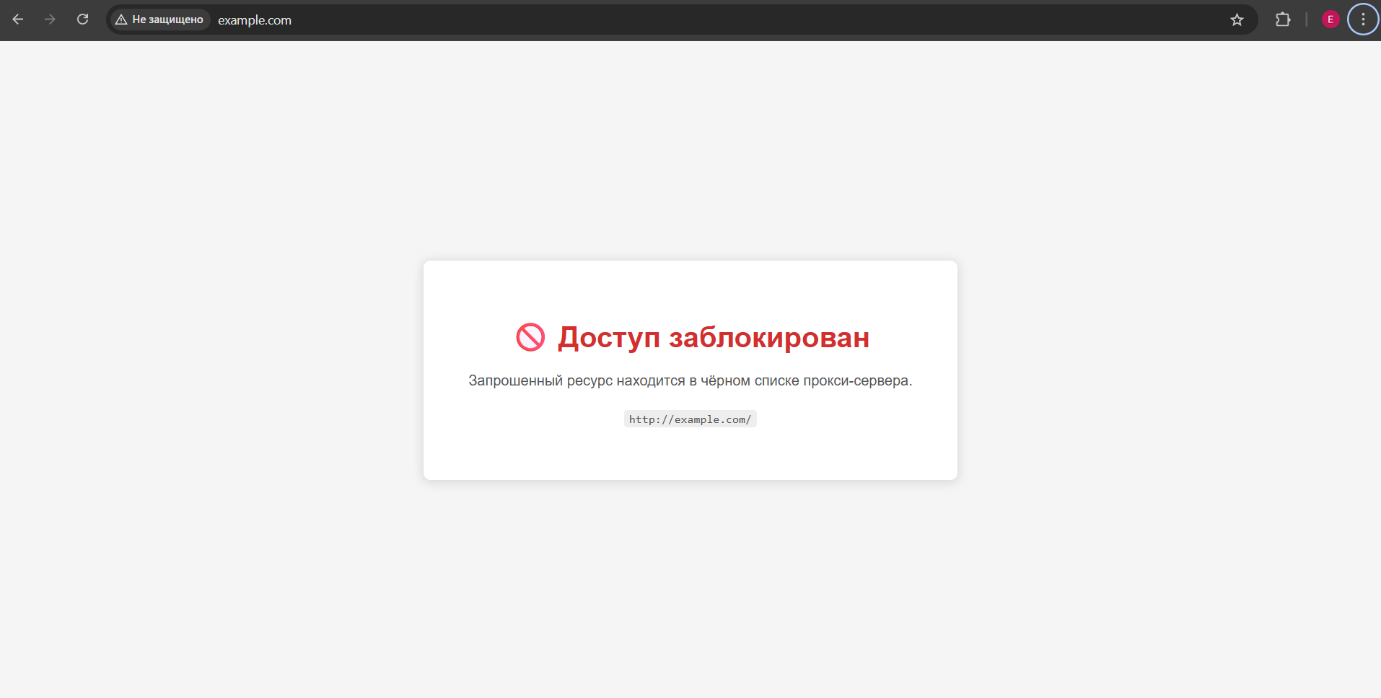 Не защищено example.com E
Доступ заблокирован
Запрошенный ресурс находится в чёрном списке прокси-сервера.
http://example.com/